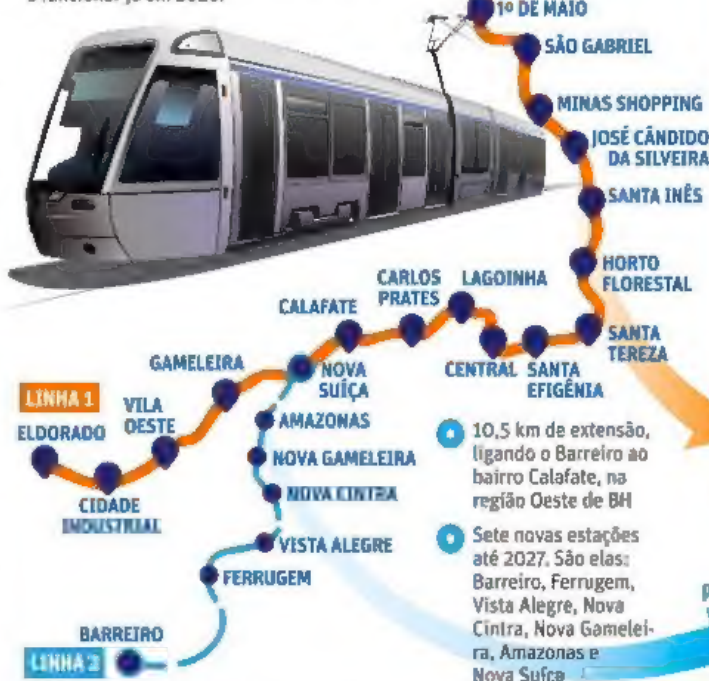 1º DE MAIO
SÃO GABRIEL
MINAS SHOPPING
JOSÉ CÂNDIDO
DA SILVEIRA
SANTA INÊS
HORTO
FLORESTAL
SANTA
TEREZA
SANTA
EFIGÊNIA
CENTRAL
LAGOINHA
CARLOS
PRATES
CALAFATE
NOVA
SUÍÇA
GAMELEIRA
VILA
OESTE
LINHA 1
ELDORADO
CIDADE
INDUSTRIAL
AMAZONAS
NOVA GAMELEIRA
NOVA CINTRA
VISTA ALEGRE
FERRUGEM
BARREIRO
LINHA 2
10,5 km de extensão,
ligando o Barreiro ao
bairro Calafate, na
região Oeste de BH
Sete novas estações
até 2027. São elas:
Barreiro, Ferrugem,
Vista Alegre, Nova
Cintra, Nova Gamelei-
ra, Amazonas e
Nova Suíça